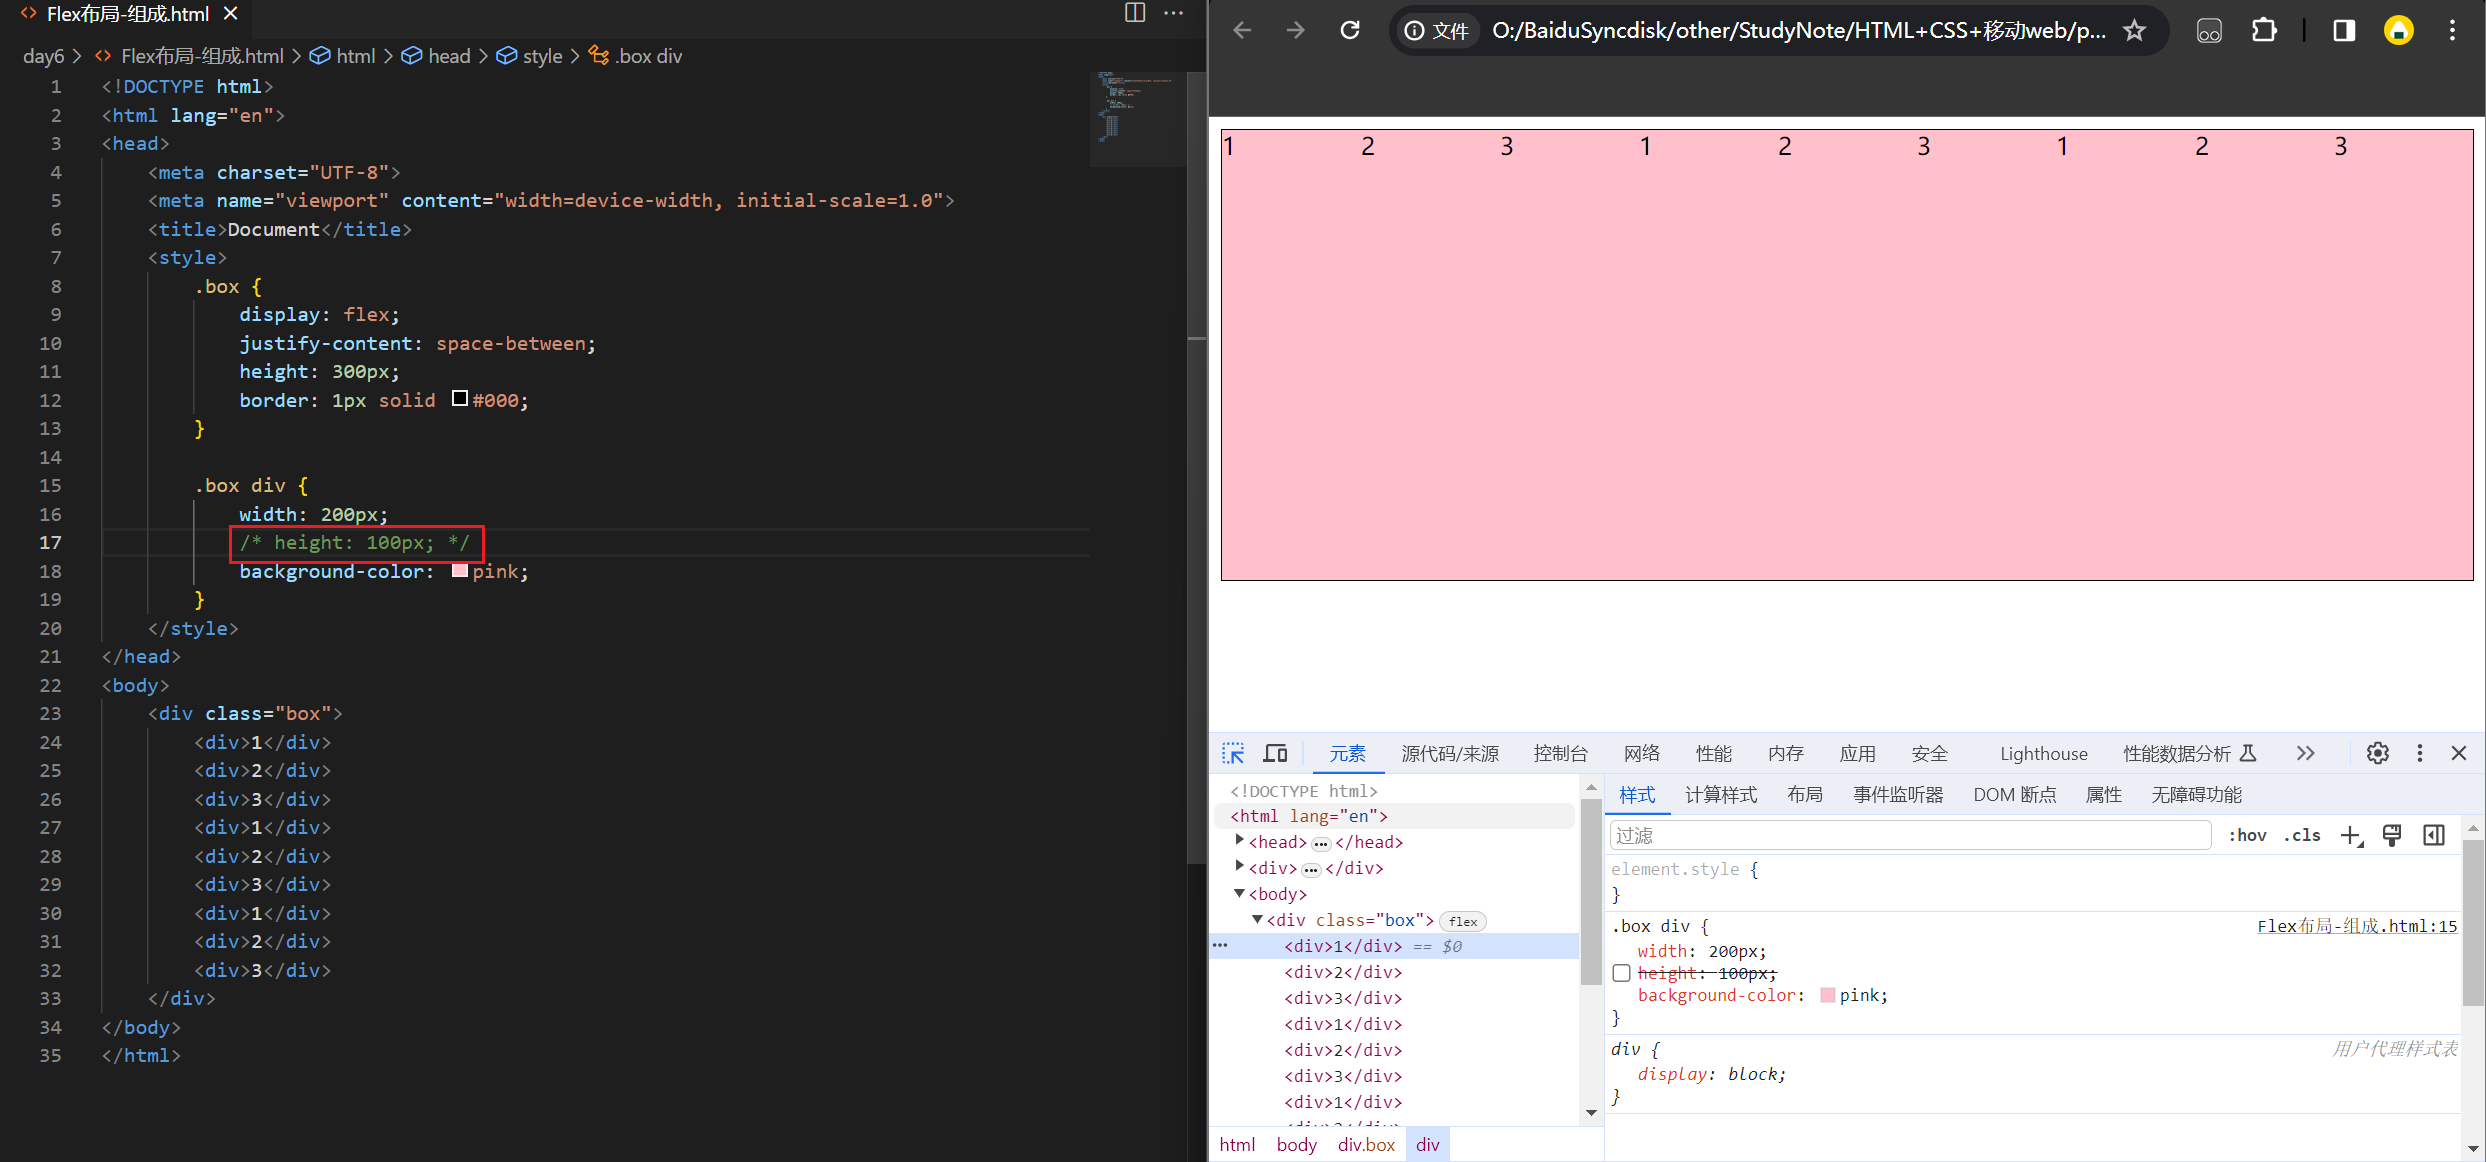 Flex布局-组成.html
day6 > Flex布局-组成.html > html > head > style > .box div
1 <!DOCTYPE html>
2 <html lang="en">
3 <head>
4 <meta charset="UTF-8">
5 <meta name="viewport" content="width=device-width, initial-scale=1.0">
6 <title>Document</title>
7 <style>
8 .box {
9 display: flex;
10 justify-content: space-between;
11 height: 300px;
12 border: 1px solid #000;
13 }
14
15 .box div {
16 width: 200px;
17 /* height: 100px; */
18 background-color: pink;
19 }
20 </style>
21 </head>
22 <body>
23 <div class="box">
24 <div>1</div>
25 <div>2</div>
26 <div>3</div>
27 <div>1</div>
28 <div>2</div>
29 <div>3</div>
30 <div>1</div>
31 <div>2</div>
32 <div>3</div>
33 </div>
34 </body>
35 </html>
文件 O:/BaiduSyncdisk/other/StudyNote/HTML+CSS+移动web/p...
1 2 3 1 2 3 1 2 3
元素 源代码/来源 控制台 网络 性能 内存 应用 安全 Lighthouse 性能数据分析
<!DOCTYPE html>
<html lang="en">
<head>…</head>
<div>…</div>
<body>
<div class="box"> flex
<div>1</div> == $0
<div>2</div>
<div>3</div>
<div>1</div>
<div>2</div>
<div>3</div>
<div>1</div>
html body div.box div
样式 计算样式 布局 事件监听器 DOM 断点 属性 无障碍功能
过滤 :hov .cls
element.style {
}
.box div { Flex布局-组成.html:15
width: 200px;
height: 100px;
background-color: pink;
}
div { 用户代理样式表
display: block;
}